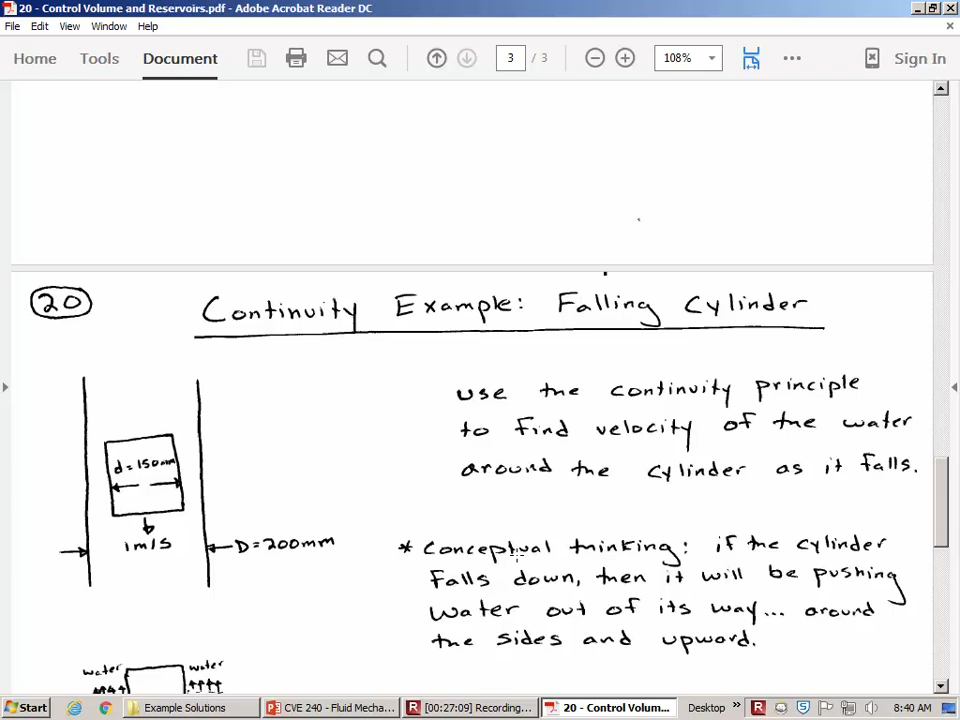 20 - Control Volume and Reservoirs.pdf - Adobe Acrobat Reader DC
File Edit View Window Help
Home Tools Document 3 / 3 108% Sign In
20 Continuity Example: Falling Cylinder
use the continuity principle
to find velocity of the water
around the cylinder as it falls.
d=150mm
1m/s
D=200mm
* Conceptual thinking: if the cylinder
falls down, then it will be pushing
water out of its way... around
the sides and upward.
water water
Start Example Solutions CVE 240 - Fluid Mecha... [00:27:09] Recording... 20 - Control Volume and ... Desktop 8:40 AM